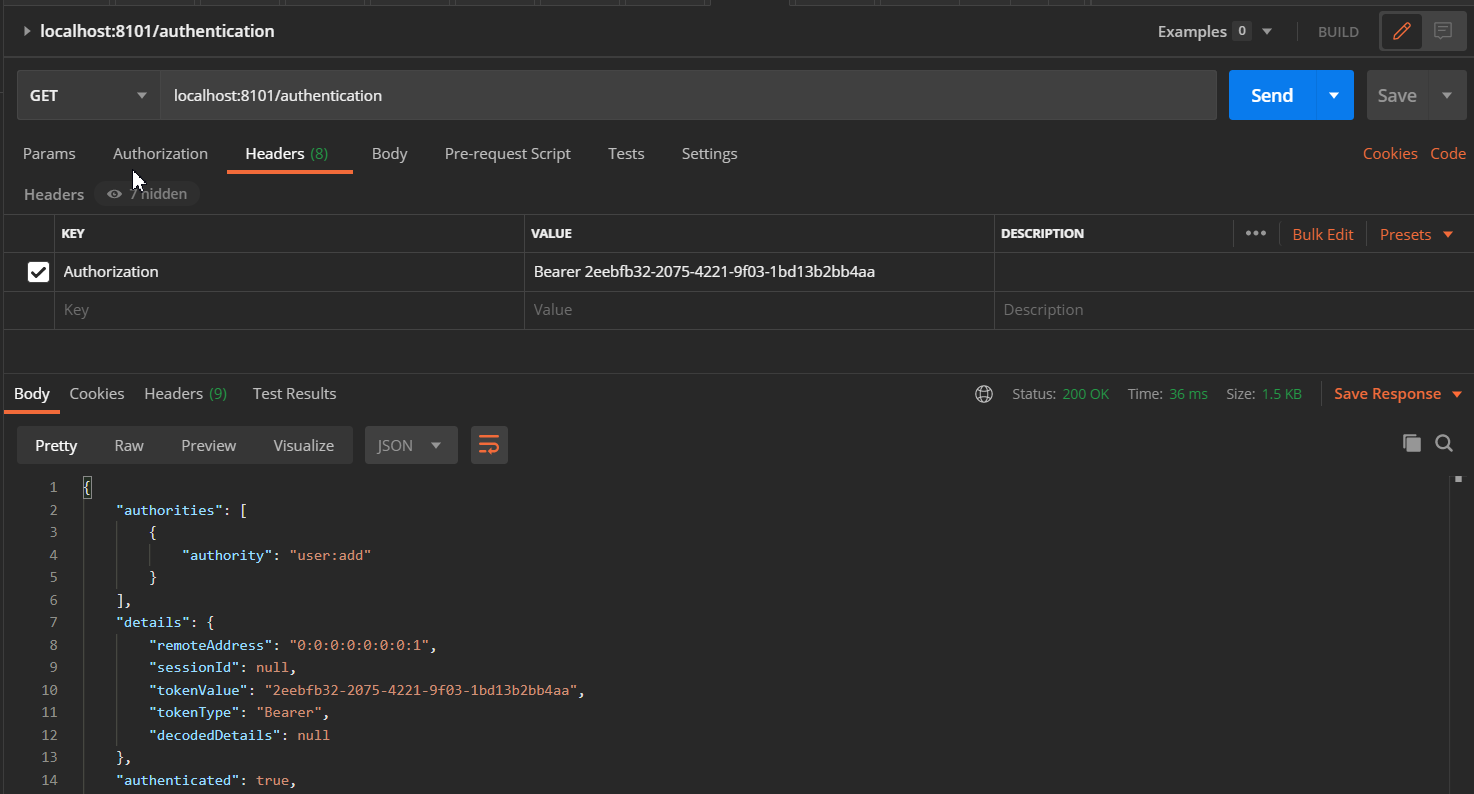 localhost:8101/authentication Examples 0 BUILD
GET localhost:8101/authentication Send Save
Params Authorization Headers (8) Body Pre-request Script Tests Settings Cookies Code
Headers 7 hidden
KEY VALUE DESCRIPTION ••• Bulk Edit Presets
Authorization Bearer 2eebfb32-2075-4221-9f03-1bd13b2bb4aa
Key Value Description
Body Cookies Headers (9) Test Results Status: 200 OK Time: 36 ms Size: 1.5 KB Save Response
Pretty Raw Preview Visualize JSON
1 {
2 "authorities": [
3 {
4 "authority": "user:add"
5 }
6 ],
7 "details": {
8 "remoteAddress": "0:0:0:0:0:0:0:1",
9 "sessionId": null,
10 "tokenValue": "2eebfb32-2075-4221-9f03-1bd13b2bb4aa",
11 "tokenType": "Bearer",
12 "decodedDetails": null
13 },
14 "authenticated": true,